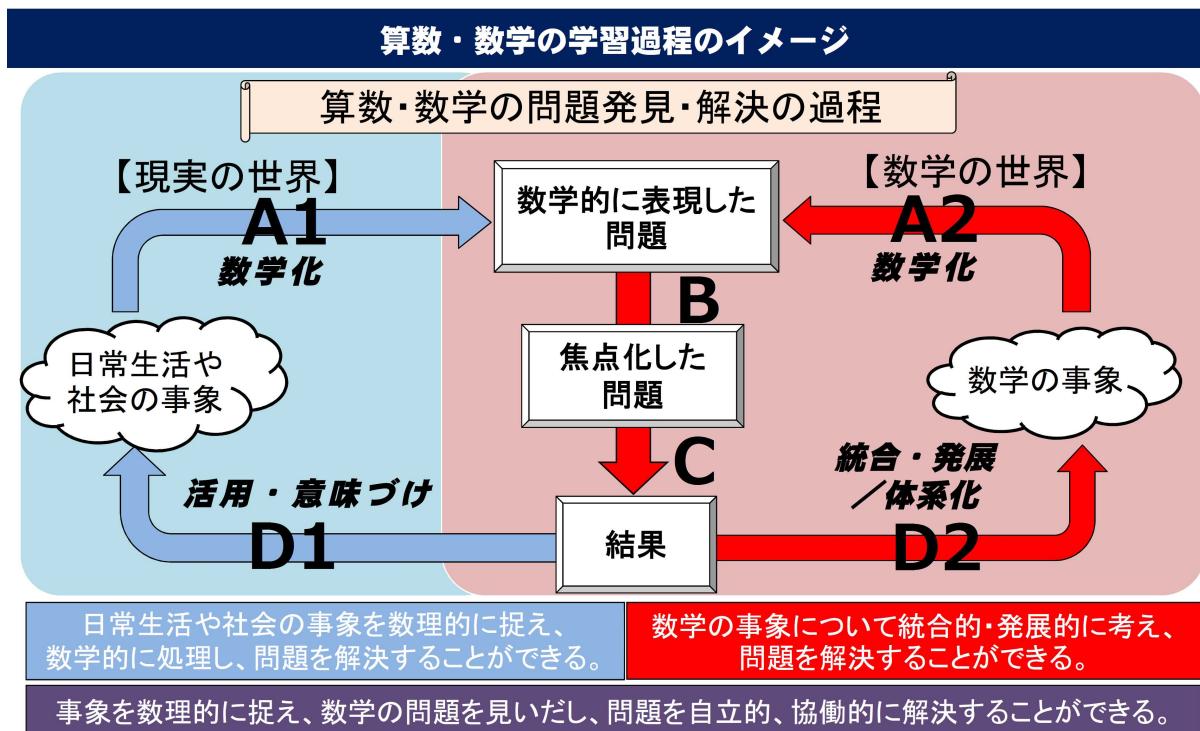 算数・数学の学習過程のイメージ
算数・数学の問題発見・解決の過程
【現実の世界】
【数学の世界】
A1
数学化
数学的に表現した
問題
A2
数学化
B
日常生活や
社会の事象
焦点化した
問題
数学の事象
C
活用・意味づけ
D1
結果
統合・発展
／体系化
D2
日常生活や社会の事象を数理的に捉え、
数学的に処理し、問題を解決することができる。
数学の事象について統合的・発展的に考え、
問題を解決することができる。
事象を数理的に捉え、数学の問題を見いだし、問題を自立的、協働的に解決することができる。